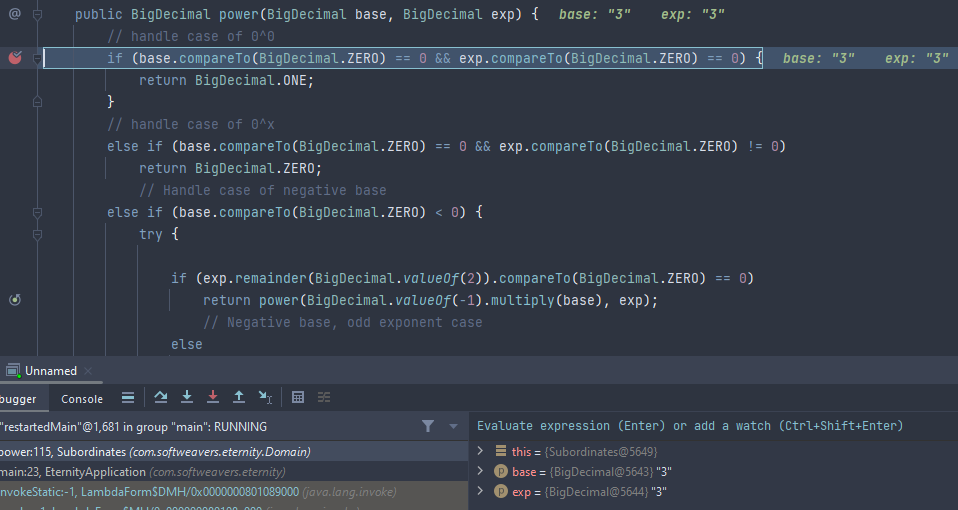 @ public BigDecimal power(BigDecimal base, BigDecimal exp) { base: "3" exp: "3"
// handle case of 0^0
if (base.compareTo(BigDecimal.ZERO) == 0 && exp.compareTo(BigDecimal.ZERO) == 0) { base: "3" exp: "3"
return BigDecimal.ONE;
}
// handle case of 0^x
else if (base.compareTo(BigDecimal.ZERO) == 0 && exp.compareTo(BigDecimal.ZERO) != 0)
return BigDecimal.ZERO;
// Handle case of negative base
else if (base.compareTo(BigDecimal.ZERO) < 0) {
try {
if (exp.remainder(BigDecimal.valueOf(2)).compareTo(BigDecimal.ZERO) == 0)
return power(BigDecimal.valueOf(-1).multiply(base), exp);
// Negative base, odd exponent case
else
Unnamed ×
bugger Console
"restartedMain"@1,681 in group "main": RUNNING
power:115, Subordinates (com.softweavers.eternity.Domain)
main:23, EternityApplication (com.softweavers.eternity)
nvokeStatic:-1, LambdaForm$DMH/0x0000000801089000 (java.lang.invoke)
Evaluate expression (Enter) or add a watch (Ctrl+Shift+Enter)
this = {Subordinates@5649}
p base = {BigDecimal@5643} "3"
p exp = {BigDecimal@5644} "3"